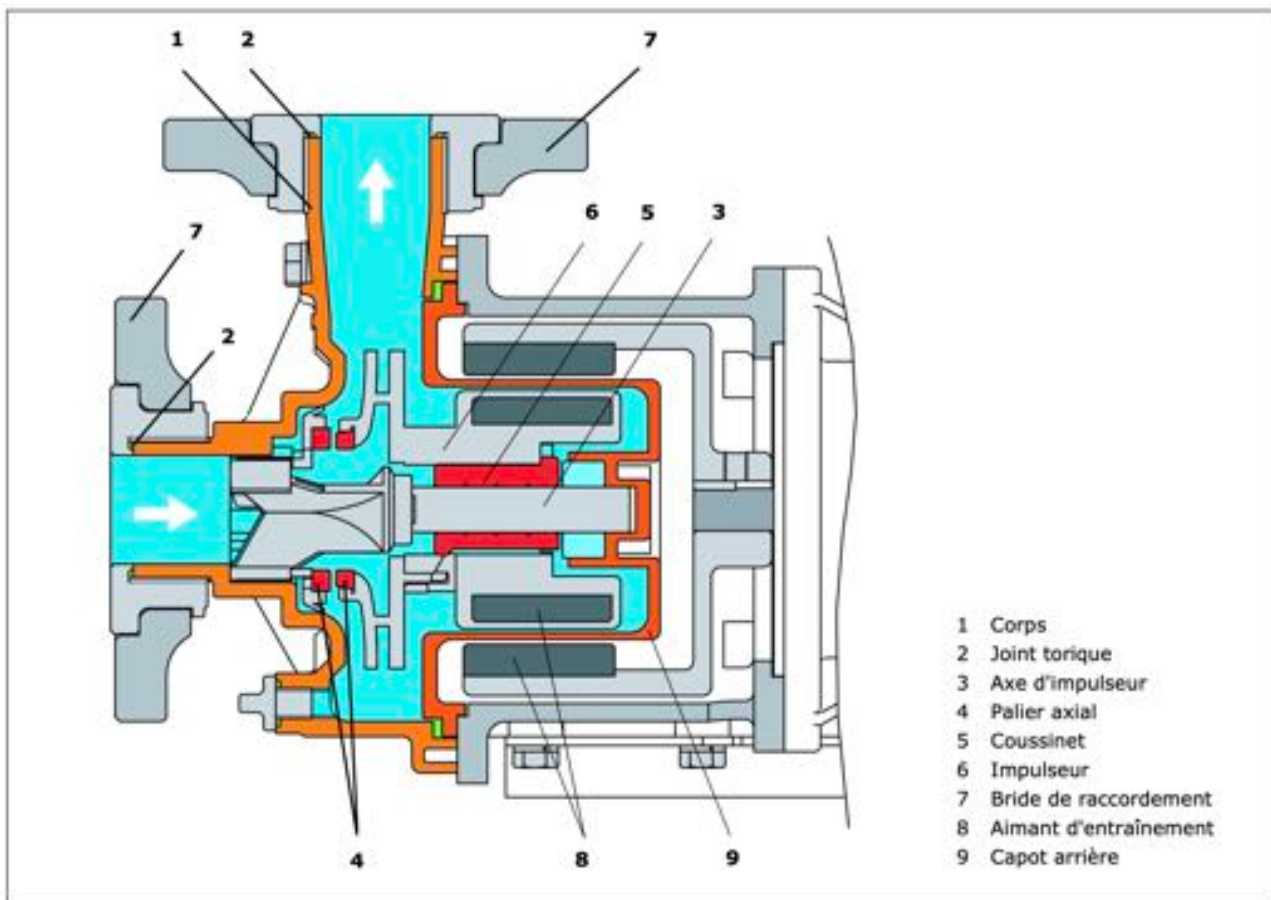 1 2 7
6 5 3
7
2
4 8 9
1 Corps
2 Joint torique
3 Axe d'impulseur
4 Palier axial
5 Coussinet
6 Impulseur
7 Bride de raccordement
8 Aimant d'entraînement
9 Capot arrière